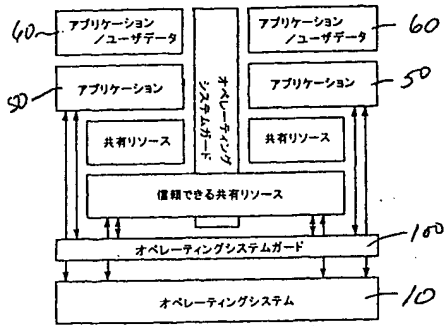 40
アプリケーション
／ユーザデータ
アプリケーション
／ユーザデータ
60
50
アプリケーション
オペレーティング
システムガード
アプリケーション
50
共有リソース
共有リソース
信頼できる共有リソース
オペレーティングシステムガード
100
オペレーティングシステム
10